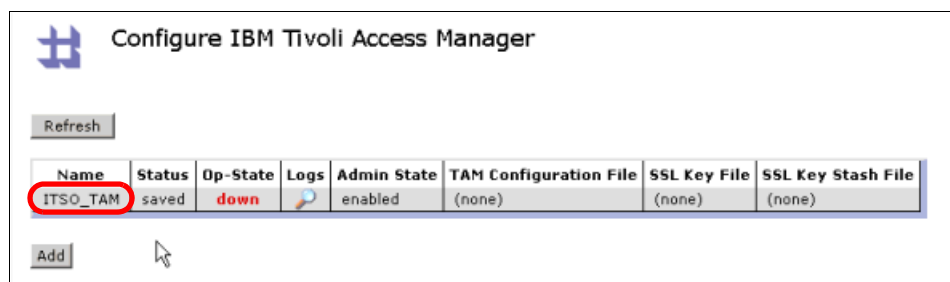 Configure IBM Tivoli Access Manager
Refresh
Name Status Op-State Logs Admin State TAM Configuration File SSL Key File SSL Key Stash File
ITSO_TAM saved down enabled (none) (none) (none)
Add